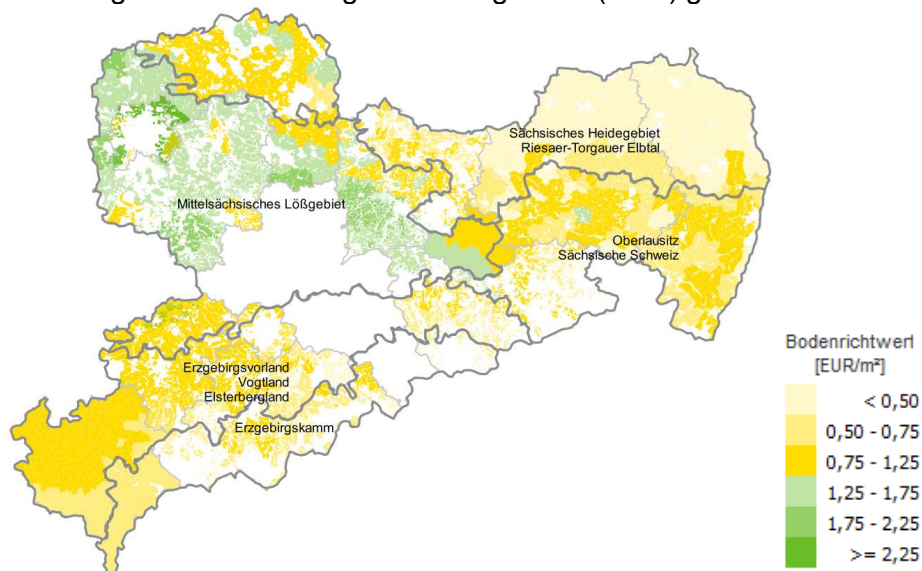 Sächsisches Heidegebiet
Riesaer-Torgauer Elbtal
Mittelsächsisches Lößgebiet
Oberlausitz
Sächsische Schweiz
Erzgebirgsvorland
Vogtland
Elsterbergland
Erzgebirgskamm
Bodenrichtwert
[EUR/m²]
< 0,50
0,50 - 0,75
0,75 - 1,25
1,25 - 1,75
1,75 - 2,25
>= 2,25